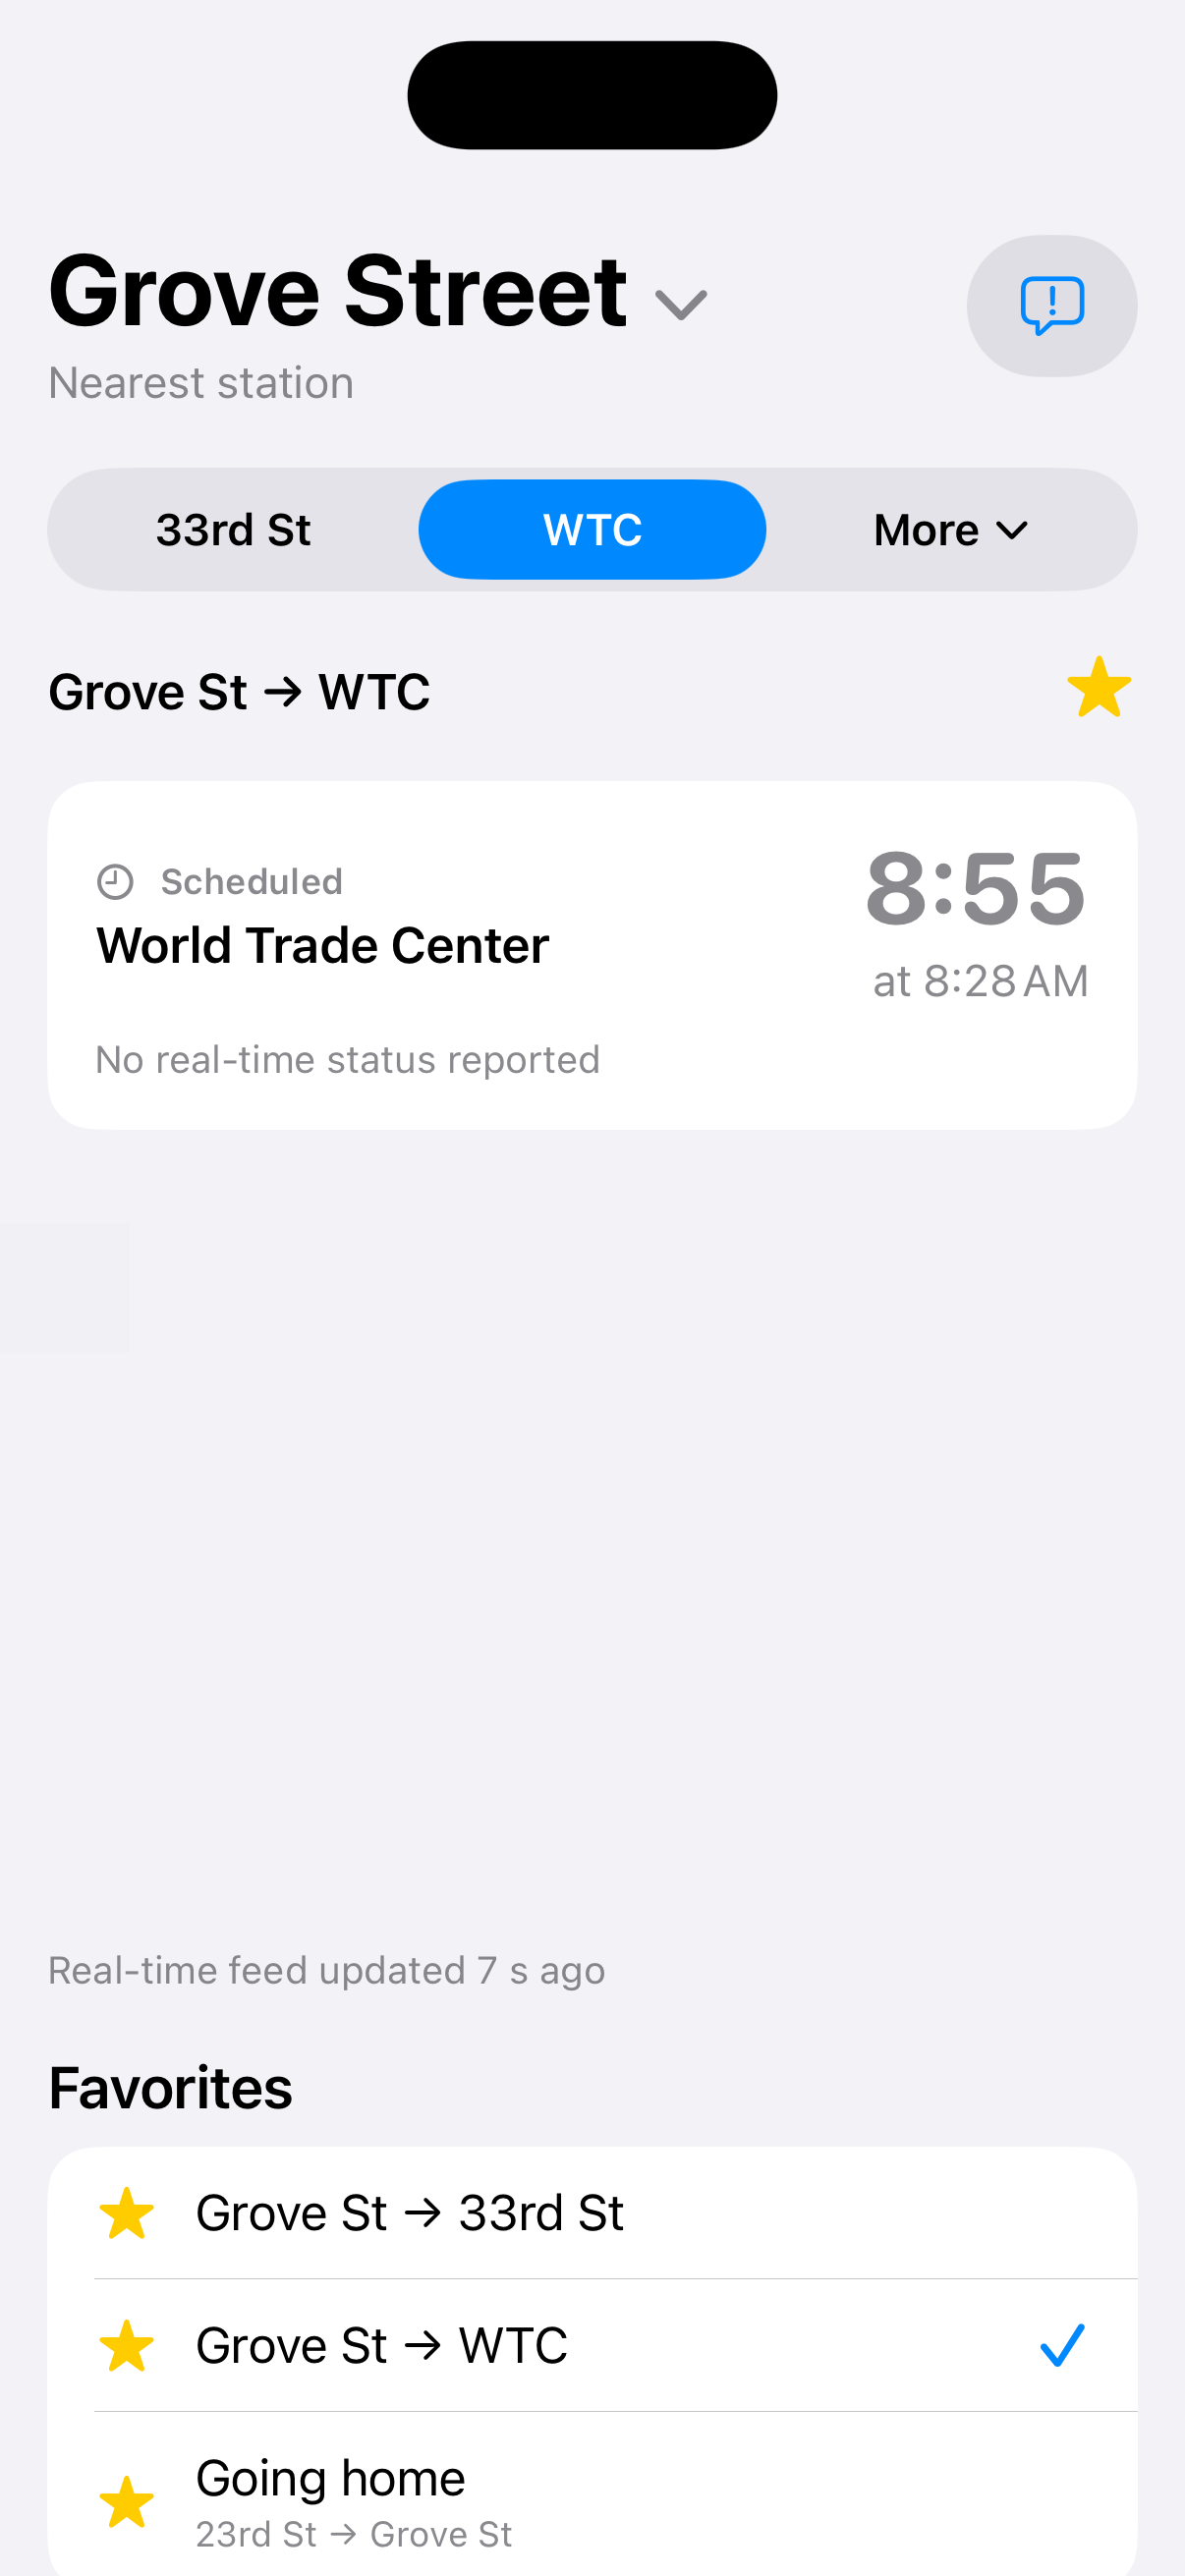 Grove Street
Nearest station
33rd St
WTC
More
Grove St → WTC
Scheduled
8:55
World Trade Center
at 8:28 AM
No real-time status reported
Real-time feed updated 7 s ago
Favorites
Grove St → 33rd St
Grove St → WTC
Going home
23rd St → Grove St